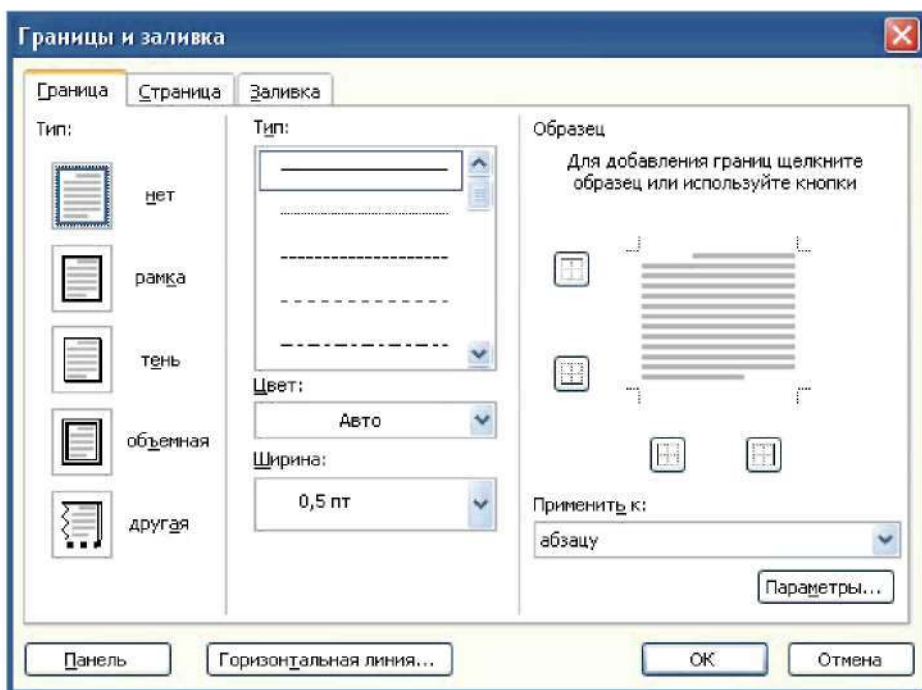 Границы и заливка
Граница
Страница
Заливка
Тип:
нет
рамка
тень
объемная
другая
Тип:
Цвет:
Авто
Ширина:
0,5 пт
Образец
Для добавления границ щелкните
образец или используйте кнопки
Применить к:
абзацу
Параметры...
Панель
Горизонтальная линия...
ОК
Отмена